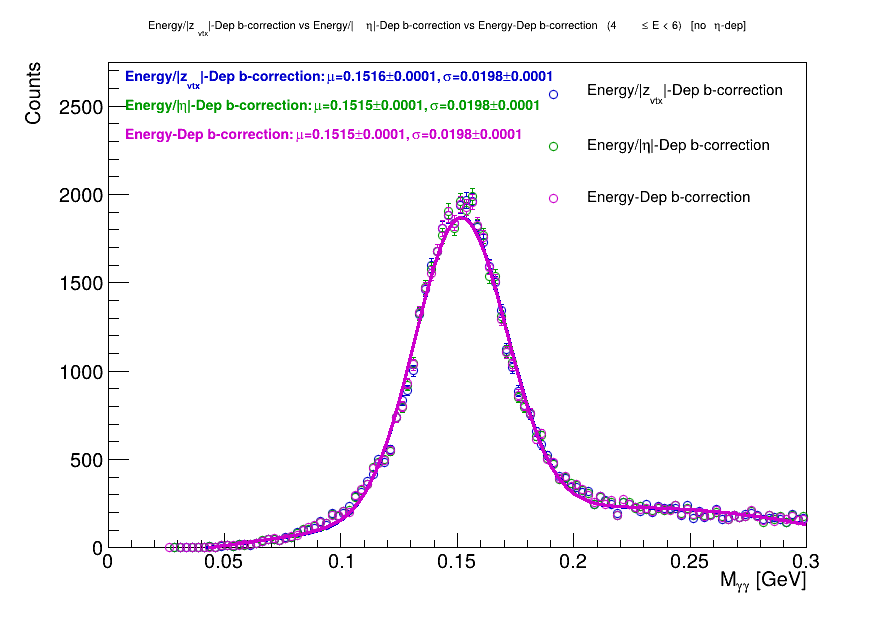 Energy/|z_vtx|-Dep b-correction vs Energy/| η|-Dep b-correction vs Energy-Dep b-correction (4 ≤ E < 6) [no η-dep]
Counts
Energy/|z_vtx|-Dep b-correction: μ=0.1516±0.0001, σ=0.0198±0.0001
Energy/|η|-Dep b-correction: μ=0.1515±0.0001, σ=0.0198±0.0001
Energy-Dep b-correction: μ=0.1515±0.0001, σ=0.0198±0.0001
Energy/|z_vtx|-Dep b-correction
Energy/|η|-Dep b-correction
Energy-Dep b-correction
2500
2000
1500
1000
500
0
0 0.05 0.1 0.15 0.2 0.25 0.3
M_γγ [GeV]